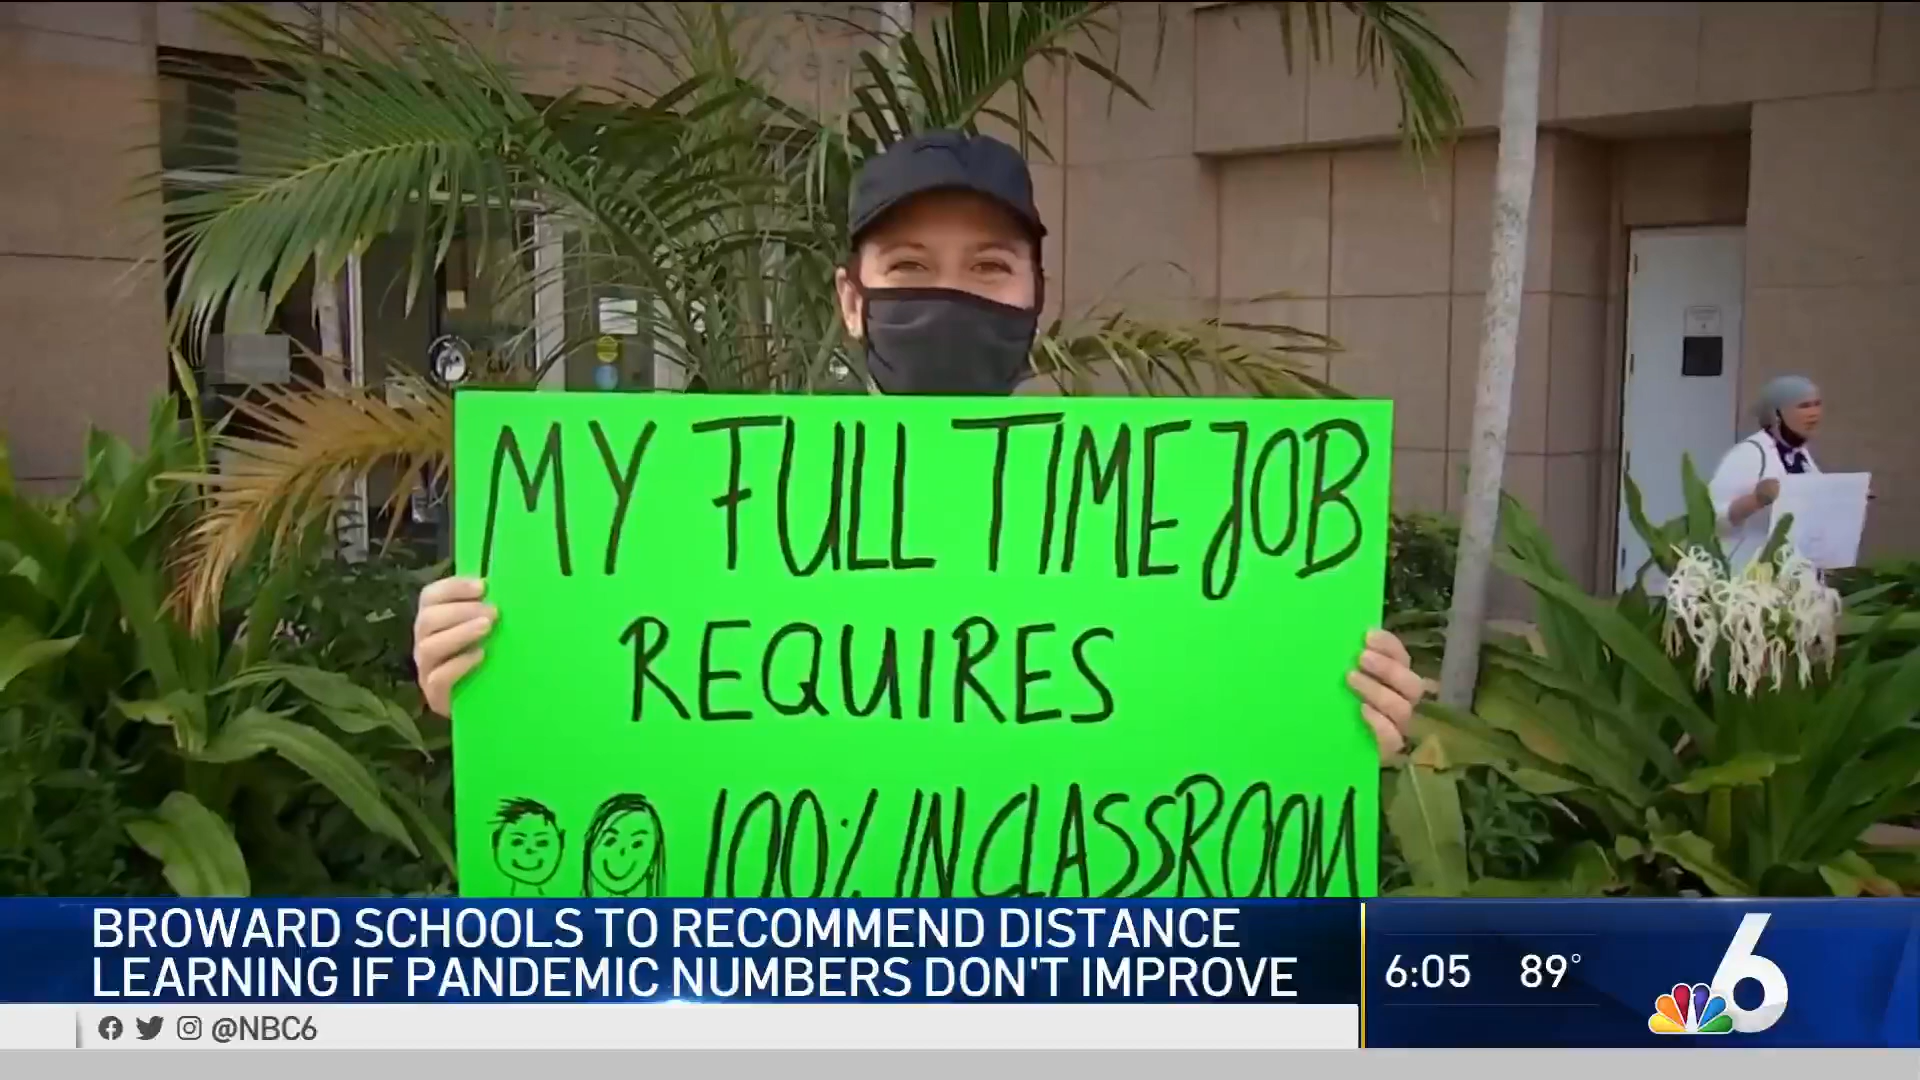 MY FULL TIME JOB
REQUIRES
100% IN CLASSROOM
BROWARD SCHOOLS TO RECOMMEND DISTANCE
LEARNING IF PANDEMIC NUMBERS DON'T IMPROVE
6:05 89°
6
@NBC6